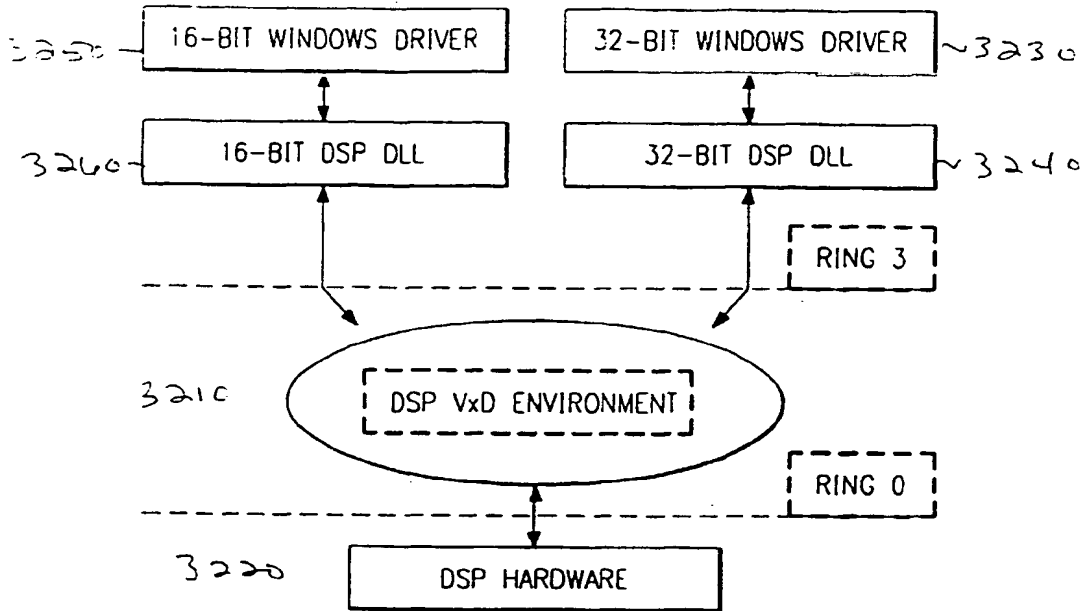 3250 16-BIT WINDOWS DRIVER 32-BIT WINDOWS DRIVER 3230
3260 16-BIT DSP DLL 32-BIT DSP DLL 3240
RING 3
3210 DSP VxD ENVIRONMENT
RING 0
3220 DSP HARDWARE